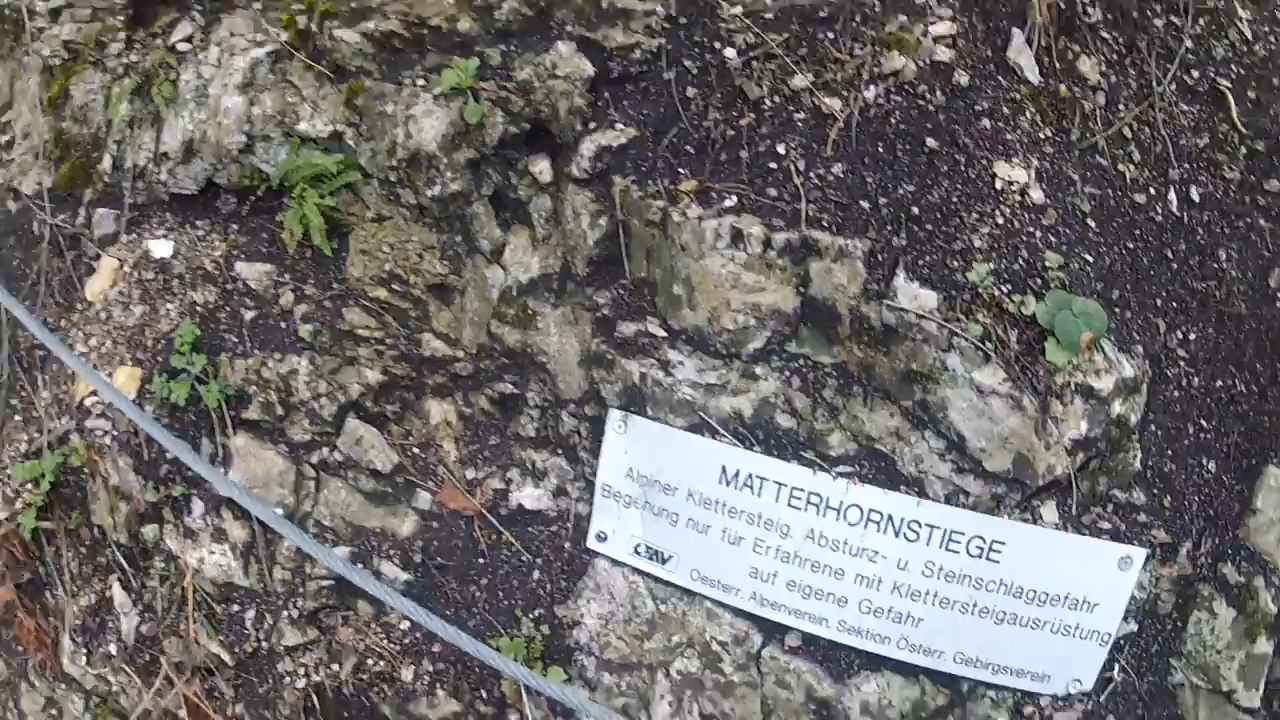 MATTERHORNSTIEGE
Alpiner Klettersteig, Absturz- u. Steinschlaggefahr
Begehung nur für Erfahrene mit Klettersteigausrüstung
auf eigene Gefahr
OEAV
Oesterr. Alpenverein, Sektion Österr. Gebirgsverein